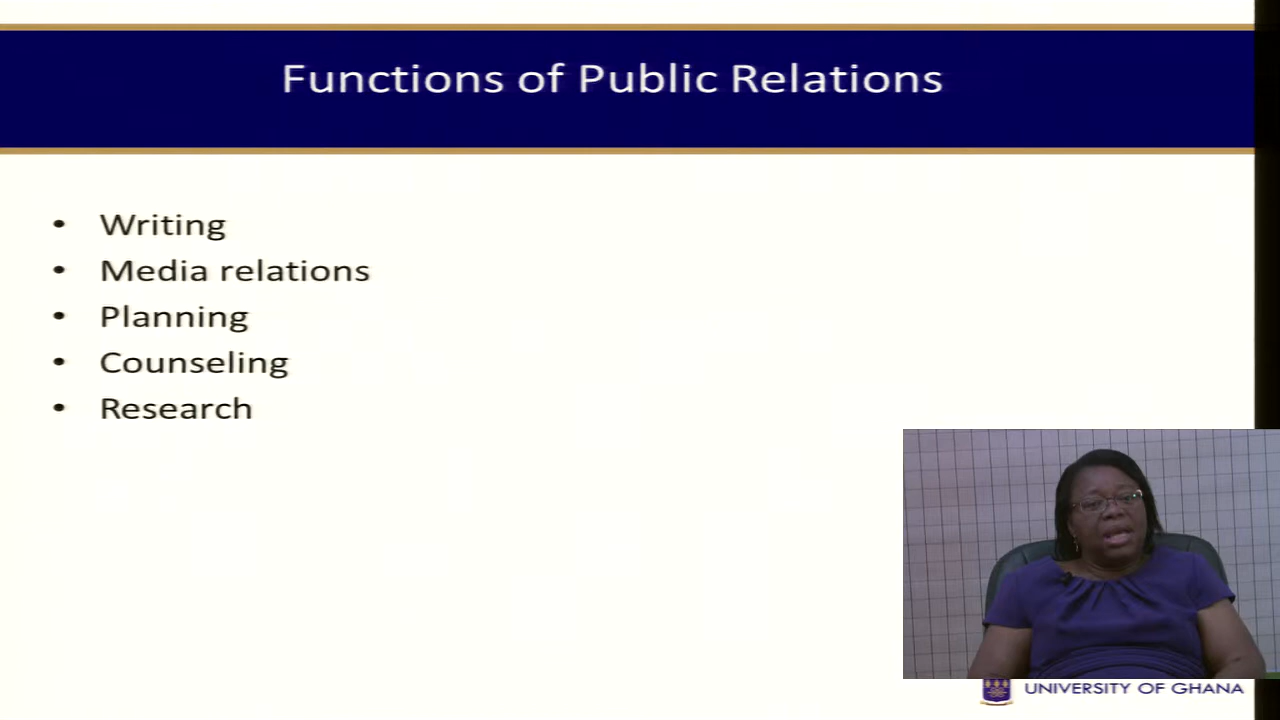 Functions of Public Relations
• Writing
• Media relations
• Planning
• Counseling
• Research
UNIVERSITY OF GHANA